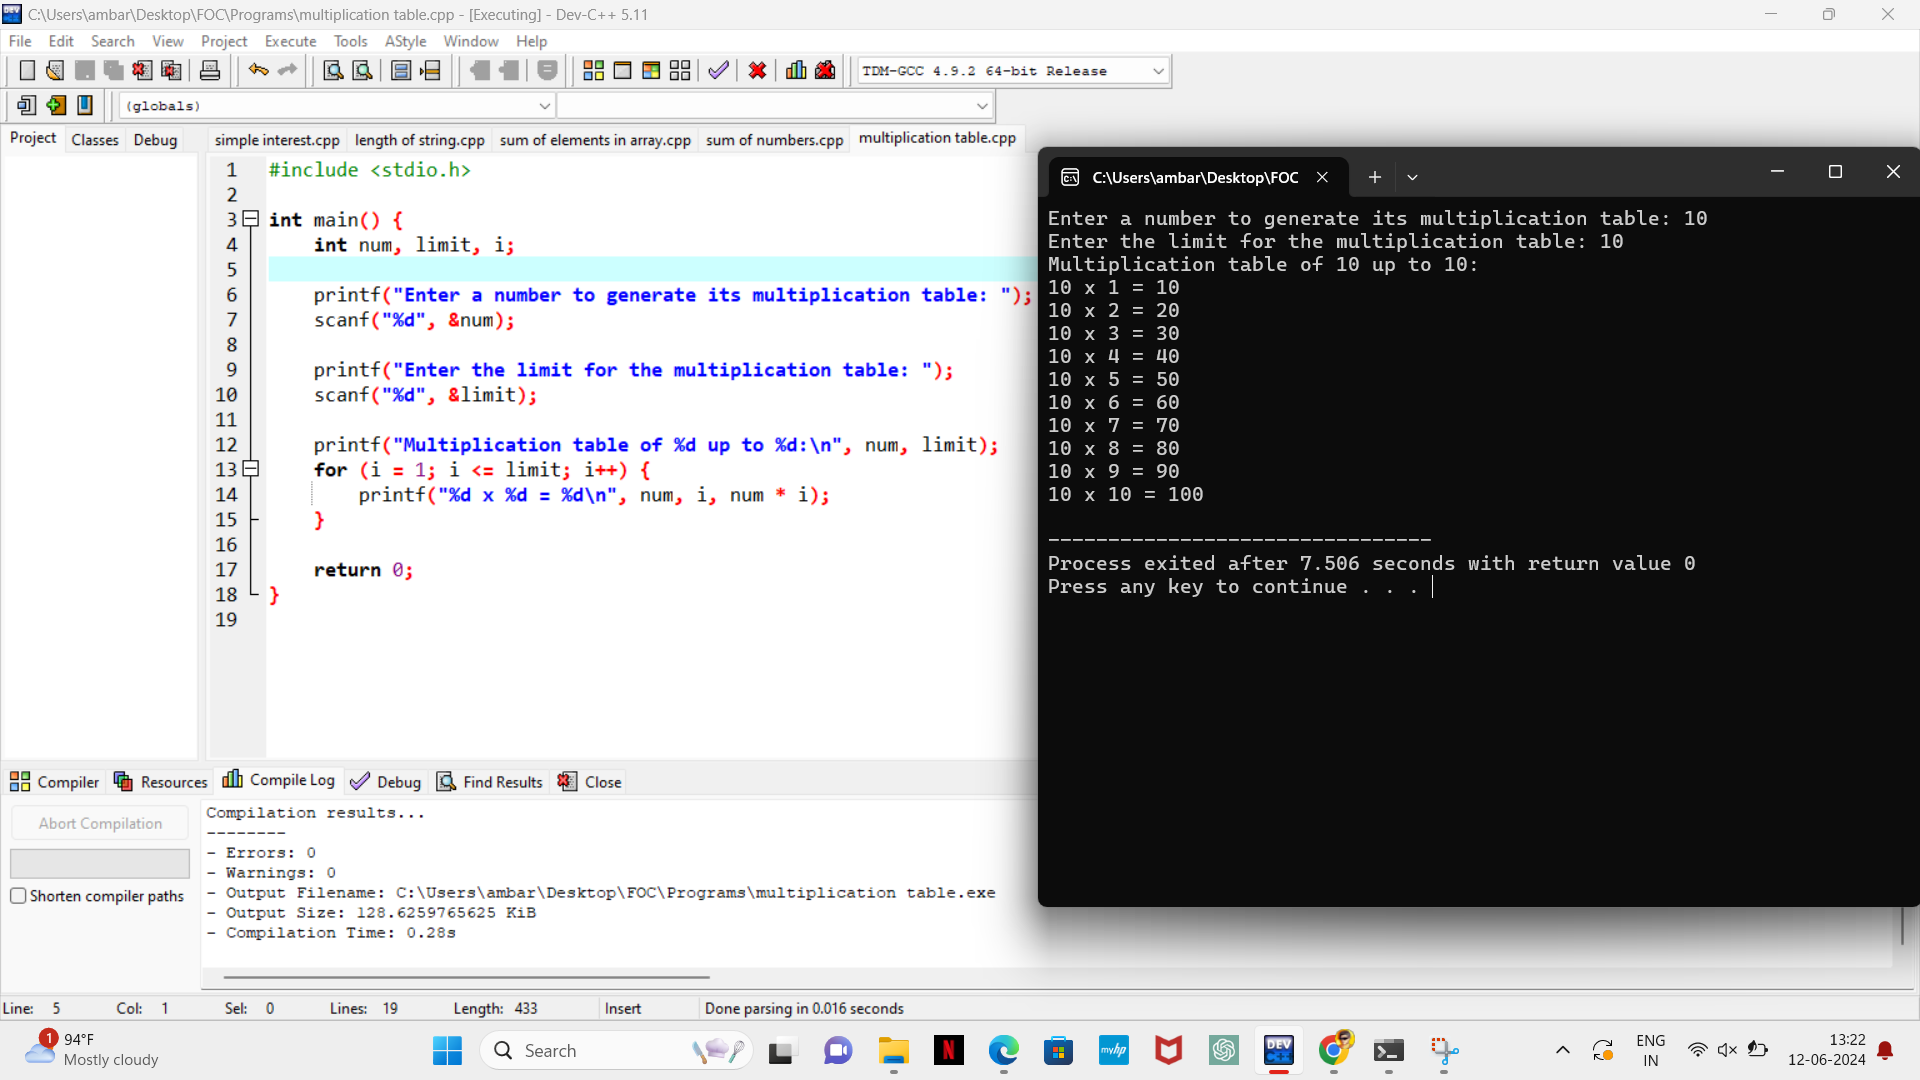 C:\Users\ambar\Desktop\FOC\Programs\multiplication table.cpp - [Executing] - Dev-C++ 5.11
File Edit Search View Project Execute Tools AStyle Window Help
TDM-GCC 4.9.2 64-bit Release
(globals)
Project Classes Debug
simple interest.cpp length of string.cpp sum of elements in array.cpp sum of numbers.cpp multiplication table.cpp
1 #include <stdio.h>
2
3 int main() {
4 int num, limit, i;
5
6 printf("Enter a number to generate its multiplication table: ");
7 scanf("%d", &num);
8
9 printf("Enter the limit for the multiplication table: ");
10 scanf("%d", &limit);
11
12 printf("Multiplication table of %d up to %d:\n", num, limit);
13 for (i = 1; i <= limit; i++) {
14 printf("%d x %d = %d\n", num, i, num * i);
15 }
16
17 return 0;
18 }
19
C:\Users\ambar\Desktop\FOC
Enter a number to generate its multiplication table: 10
Enter the limit for the multiplication table: 10
Multiplication table of 10 up to 10:
10 x 1 = 10
10 x 2 = 20
10 x 3 = 30
10 x 4 = 40
10 x 5 = 50
10 x 6 = 60
10 x 7 = 70
10 x 8 = 80
10 x 9 = 90
10 x 10 = 100
--------------------------------
Process exited after 7.506 seconds with return value 0
Press any key to continue . . .
Compiler Resources Compile Log Debug Find Results Close
Abort Compilation
Shorten compiler paths
Compilation results...
--------
- Errors: 0
- Warnings: 0
- Output Filename: C:\Users\ambar\Desktop\FOC\Programs\multiplication table.exe
- Output Size: 128.6259765625 KiB
- Compilation Time: 0.28s
Line: 5 Col: 1 Sel: 0 Lines: 19 Length: 433 Insert Done parsing in 0.016 seconds
1
94°F
Mostly cloudy
Search
N
myhp
DEV
C++
ENG
IN
13:22
12-06-2024